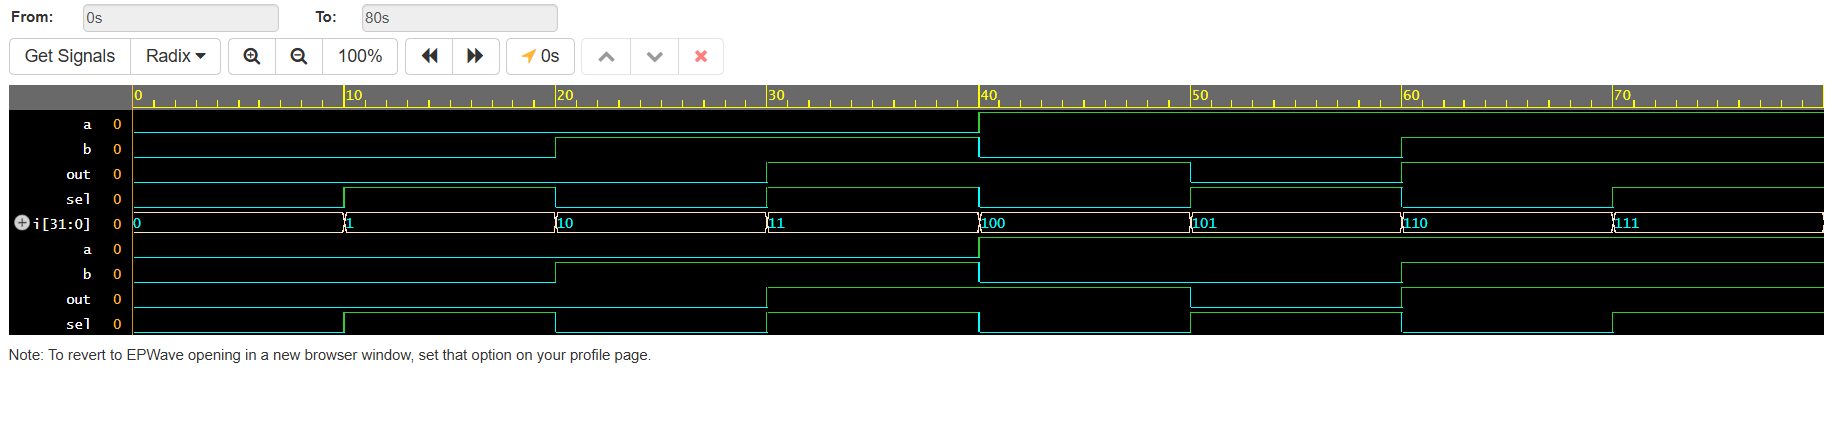 From: 0s To: 80s
Get Signals Radix 100% 0s
0 10 20 30 40 50 60 70
a 0
b 0
out 0
sel 0
i[31:0] 0 0 1 10 11 100 101 110 111
a 0
b 0
out 0
sel 0
Note: To revert to EPWave opening in a new browser window, set that option on your profile page.